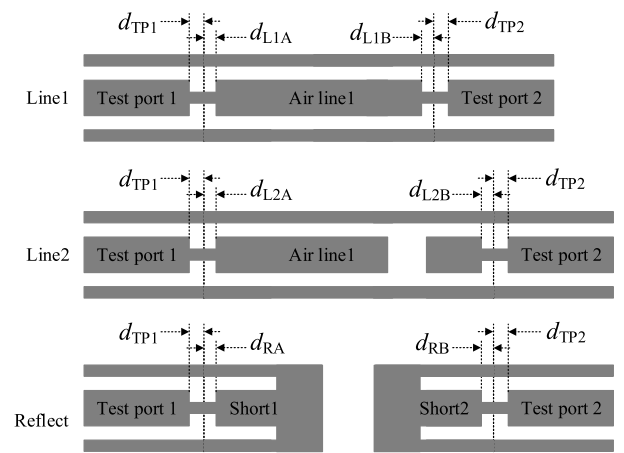 dTP1 dL1A dL1B dTP2
Line1 Test port 1 Air line1 Test port 2
dTP1 dL2A dL2B dTP2
Line2 Test port 1 Air line1 Test port 2
dTP1 dRA dRB dTP2
Reflect Test port 1 Short1 Short2 Test port 2